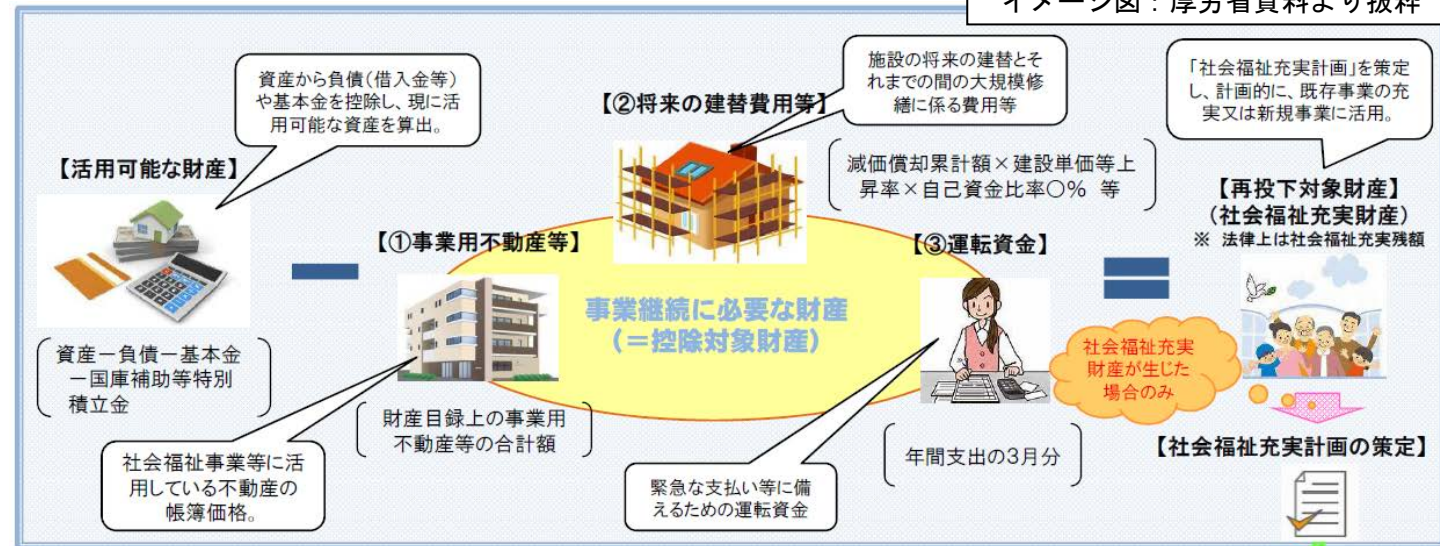 イメージ図：厚労省資料より抜粋
資産から負債(借入金等)
や基本金を控除し、現に活
用可能な資産を算出。
【活用可能な財産】
資産ー負債ー基本金
ー国庫補助等特別
積立金
【①事業用不動産等】
財産目録上の事業用
不動産等の合計額
社会福祉事業等に活
用している不動産の
帳簿価格。
【②将来の建替費用等】
施設の将来の建替とそ
れまでの間の大規模修
繕に係る費用等
減価償却累計額×建設単価等上
昇率×自己資金比率〇％ 等
事業継続に必要な財産
（＝控除対象財産）
【③運転資金】
年間支出の3月分
緊急な支払い等に備
えるための運転資金
「社会福祉充実計画」を策定
し、計画的に、既存事業の充
実又は新規事業に活用。
【再投下対象財産】
（社会福祉充実財産）
※ 法律上は社会福祉充実残額
社会福祉充実
財産が生じた
場合のみ
【社会福祉充実計画の策定】